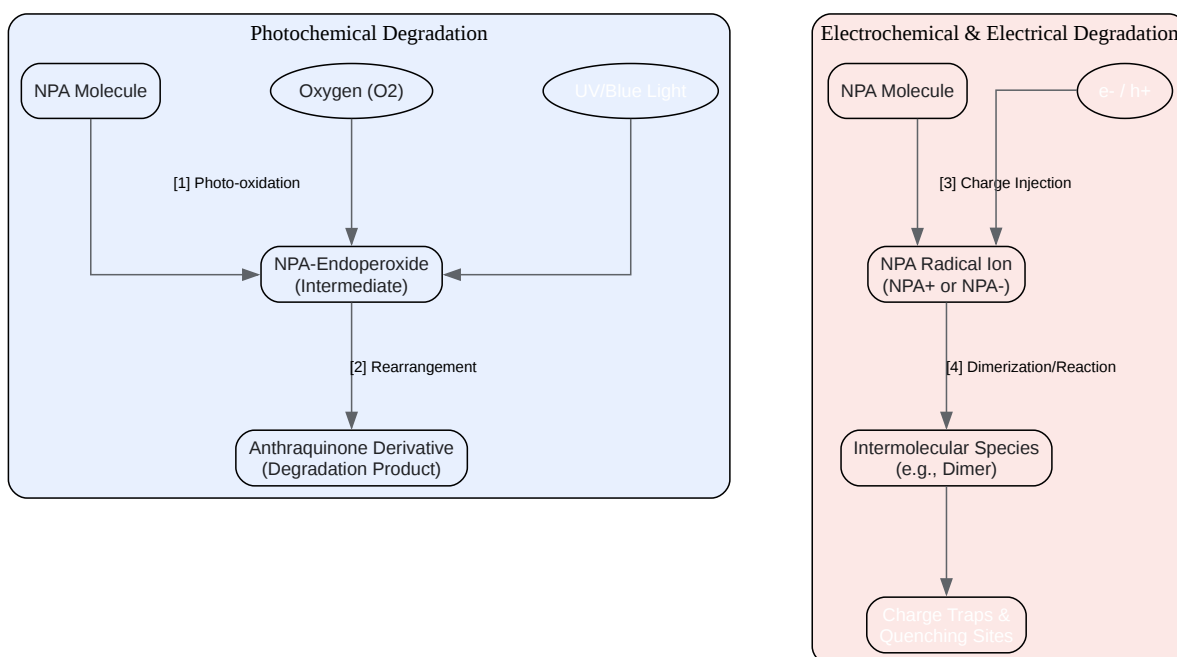 Photochemical Degradation
NPA Molecule
Oxygen (O2)
UV/Blue Light
[1] Photo-oxidation
NPA-Endoperoxide
(Intermediate)
[2] Rearrangement
Anthraquinone Derivative
(Degradation Product)
Electrochemical & Electrical Degradation
NPA Molecule
e- / h+
[3] Charge Injection
NPA Radical Ion
(NPA+ or NPA-)
[4] Dimerization/Reaction
Intermolecular Species
(e.g., Dimer)
Charge Traps &
Quenching Sites